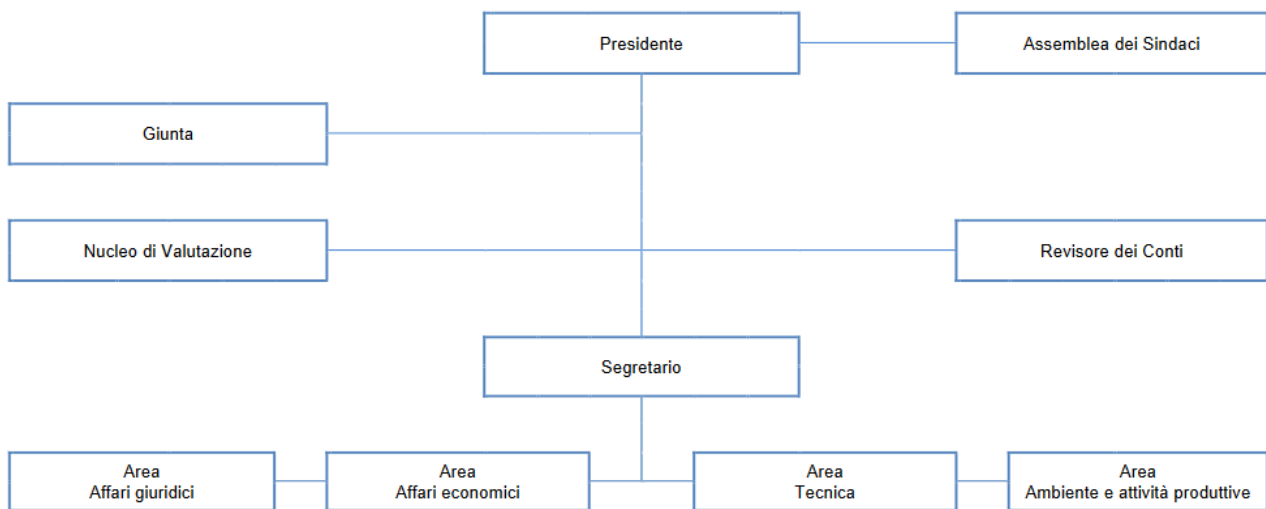 Presidente
Assemblea dei Sindaci
Giunta
Nucleo di Valutazione
Revisore dei Conti
Segretario
Area
Affari giuridici
Area
Affari economici
Area
Tecnica
Area
Ambiente e attività produttive